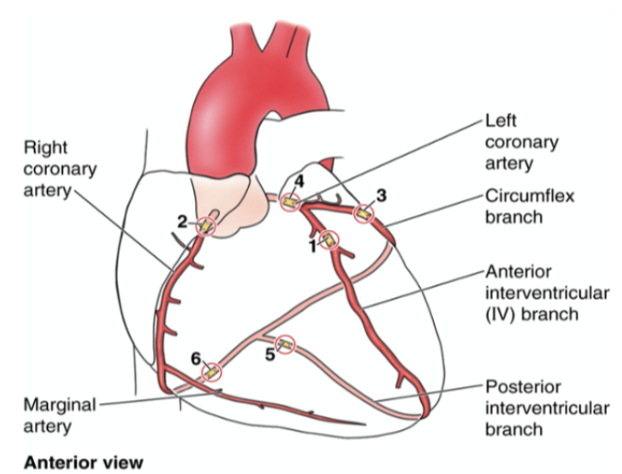 Right
coronary
artery
Left
coronary
artery
4
3
Circumflex
branch
2
1
Anterior
interventricular
(IV) branch
6
5
Posterior
interventricular
branch
Marginal
artery
Anterior view